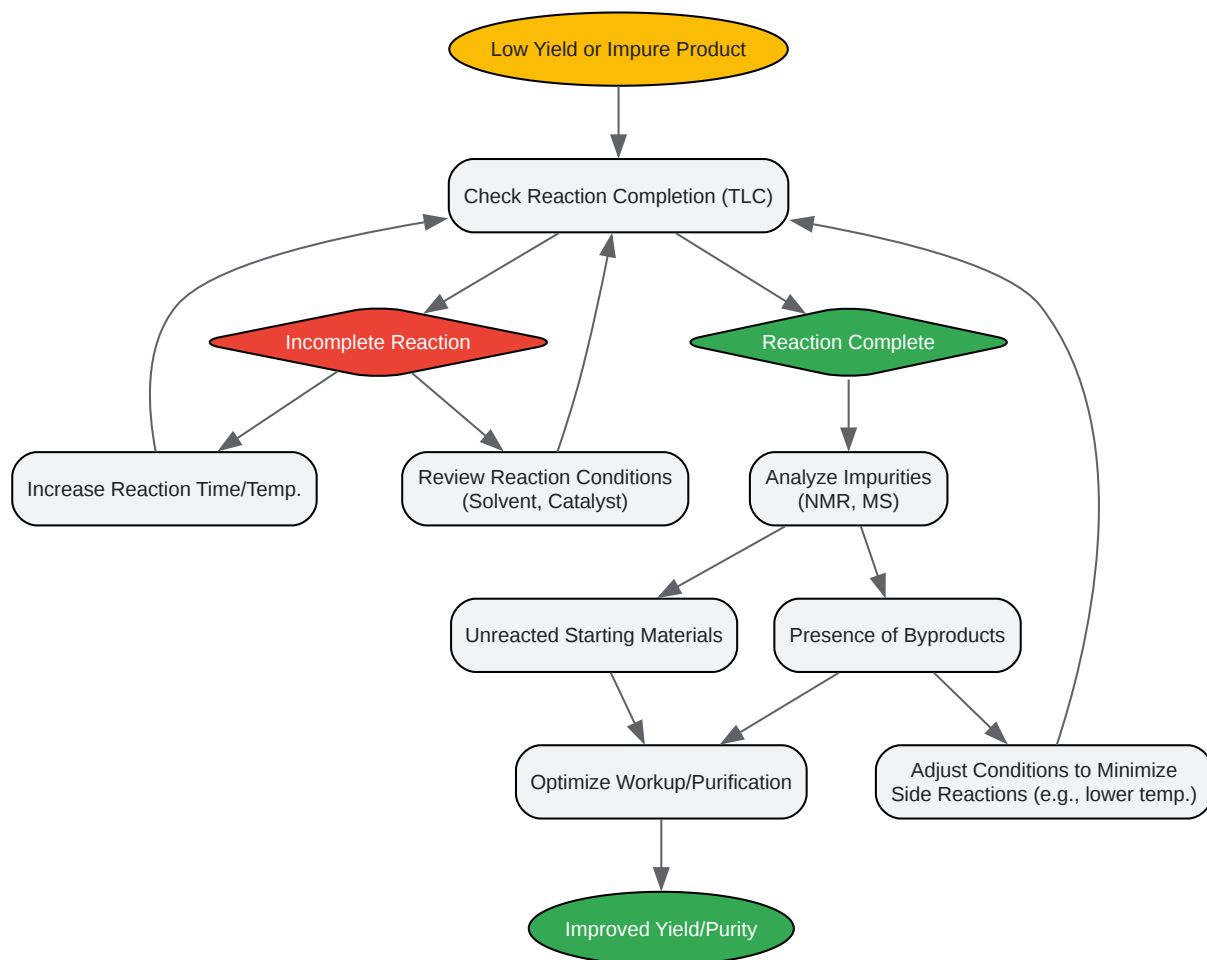 Low Yield or Impure Product
Check Reaction Completion (TLC)
Incomplete Reaction
Reaction Complete
Increase Reaction Time/Temp.
Review Reaction Conditions
(Solvent, Catalyst)
Analyze Impurities
(NMR, MS)
Unreacted Starting Materials
Presence of Byproducts
Optimize Workup/Purification
Adjust Conditions to Minimize
Side Reactions (e.g., lower temp.)
Improved Yield/Purity